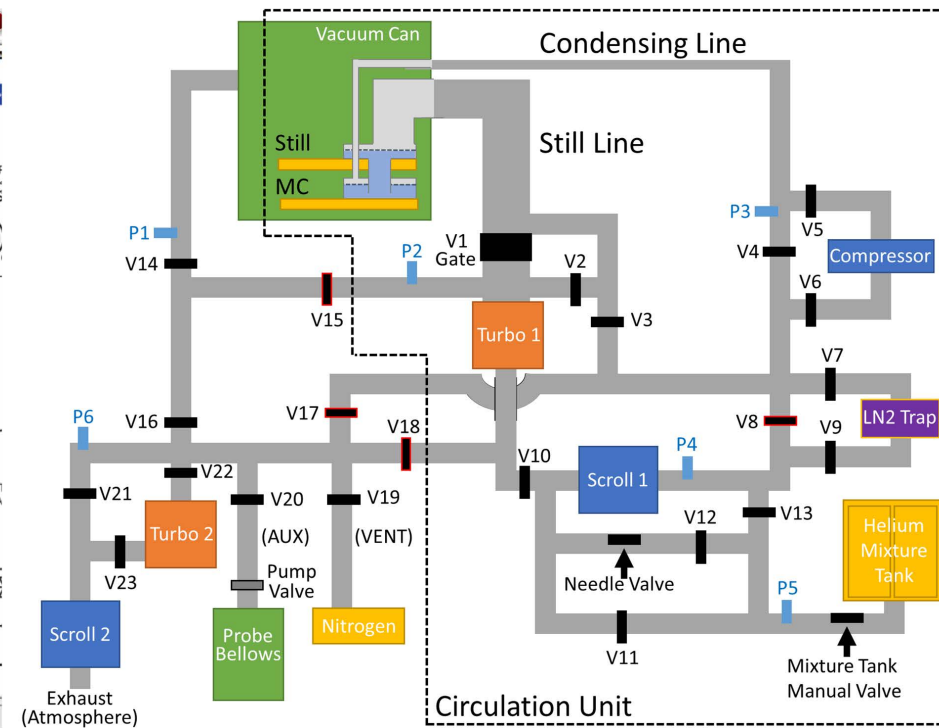 Vacuum Can
Condensing Line
Still
Still Line
MC
P1
P2
P3
V1
Gate
V2
V4
V5
Compressor
V14
V6
V15
Turbo 1
V3
V7
P6
V16
V17
V18
V8
LN2 Trap
V9
V22
V10
Scroll 1
P4
V21
V20
V19
V13
Turbo 2
(AUX)
(VENT)
V12
Helium
Mixture
Tank
V23
Pump
Valve
Needle Valve
P5
Scroll 2
Probe
Bellows
Nitrogen
V11
Mixture Tank
Manual Valve
Exhaust
(Atmosphere)
Circulation Unit